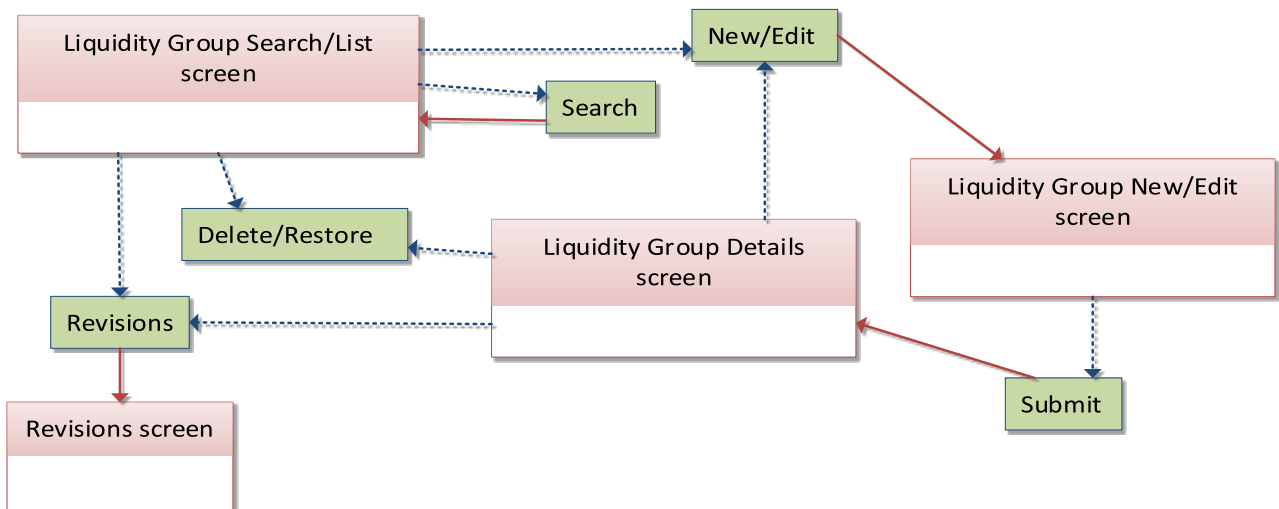 Liquidity Group Search/List
screen
New/Edit
Search
Liquidity Group New/Edit
screen
Delete/Restore
Liquidity Group Details
screen
Revisions
Submit
Revisions screen